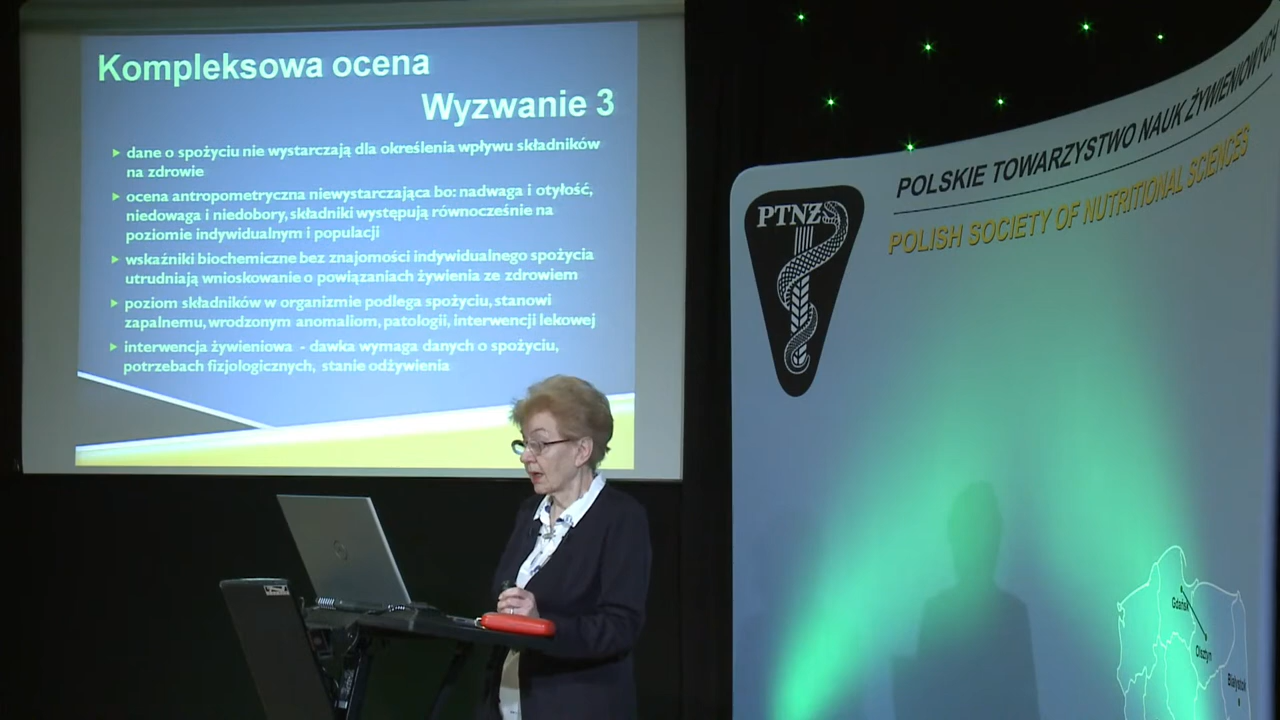 Kompleksowa ocena
Wyzwanie 3
dane o spożyciu nie wystarczają dla określenia wpływu składników
na zdrowie
ocena antropometryczna niewystarczająca bo: nadwaga i otyłość,
niedowaga i niedobory, składniki występują równocześnie na
poziomie indywidualnym i populacji
wskaźniki biochemiczne bez znajomości indywidualnego spożycia
utrudniają wnioskowanie o powiązaniach żywienia ze zdrowiem
poziom składników w organizmie podlega spożyciu, stanowi
zapalnemu, wrodzonym anomaliom, patologii, interwencji lekowej
interwencja żywieniowa - dawka wymaga danych o spożyciu,
potrzebach fizjologicznych, stanie odżywienia
PTNŻ
POLSKIE TOWARZYSTWO NAUK ŻYWIENIOWYCH
POLISH SOCIETY OF NUTRITIONAL SCIENCES
Gdańsk
Olsztyn
Białystok